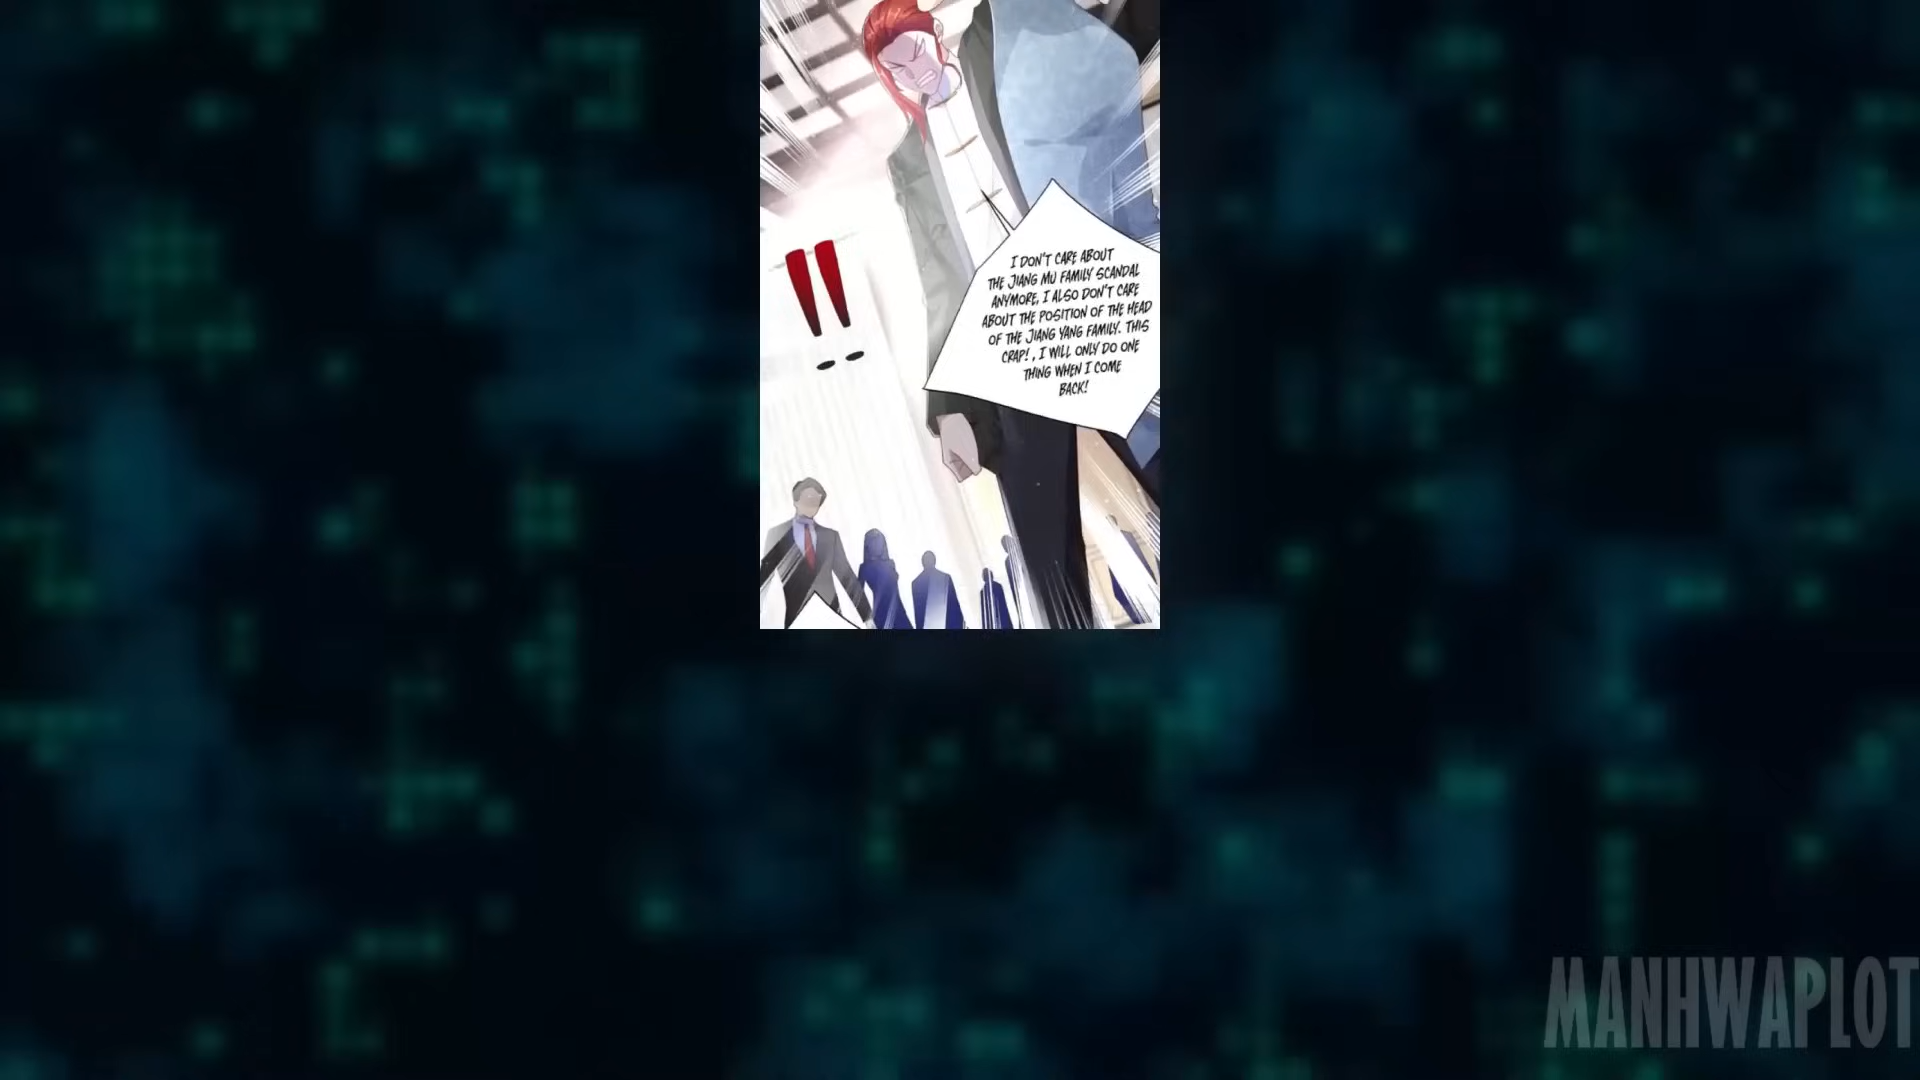 I DON'T CARE ABOUT
THE JIANG MU FAMILY SCANDAL
ANYMORE, I ALSO DON'T CARE
ABOUT THE POSITION OF THE HEAD
OF THE JIANG YANG FAMILY. THIS
CRAP! , I WILL ONLY DO ONE
THING WHEN I COME
BACK!
!!
MANHWAPLOT